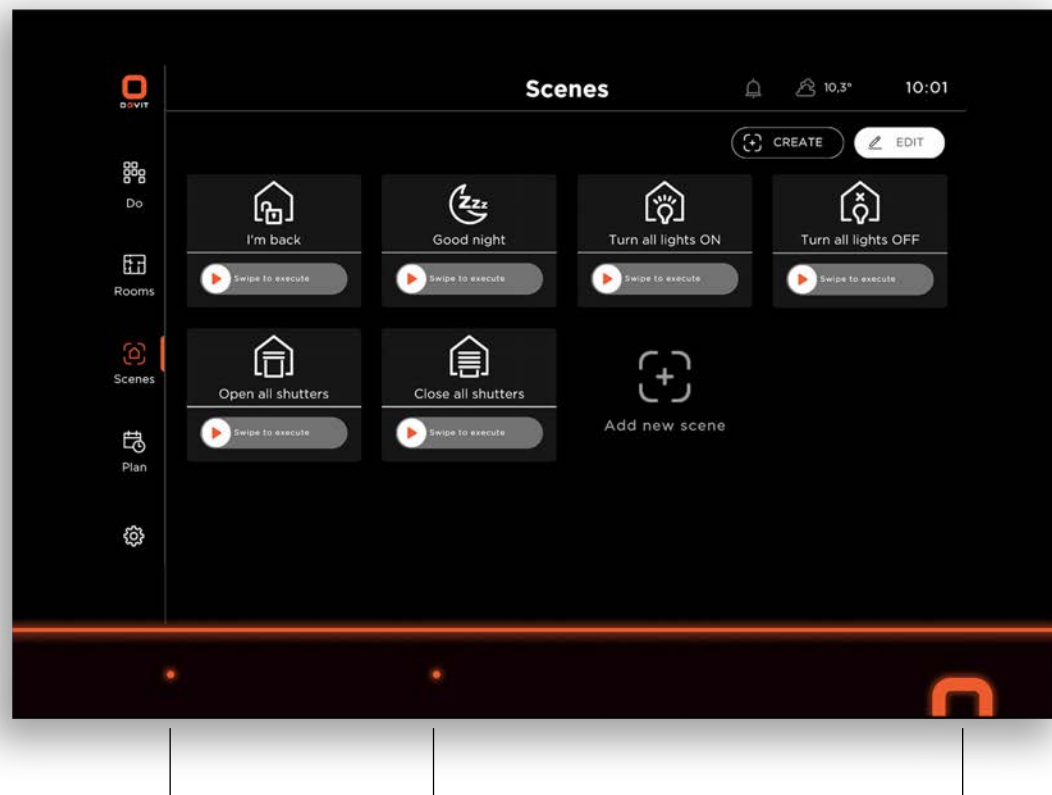 DOVIT
Scenes
10,3°
10:01
CREATE
EDIT
Do
Rooms
Scenes
Plan
I'm back
Good night
Turn all lights ON
Turn all lights OFF
Swipe to execute
Swipe to execute
Swipe to execute
Swipe to execute
Open all shutters
Close all shutters
Add new scene
Swipe to execute
Swipe to execute